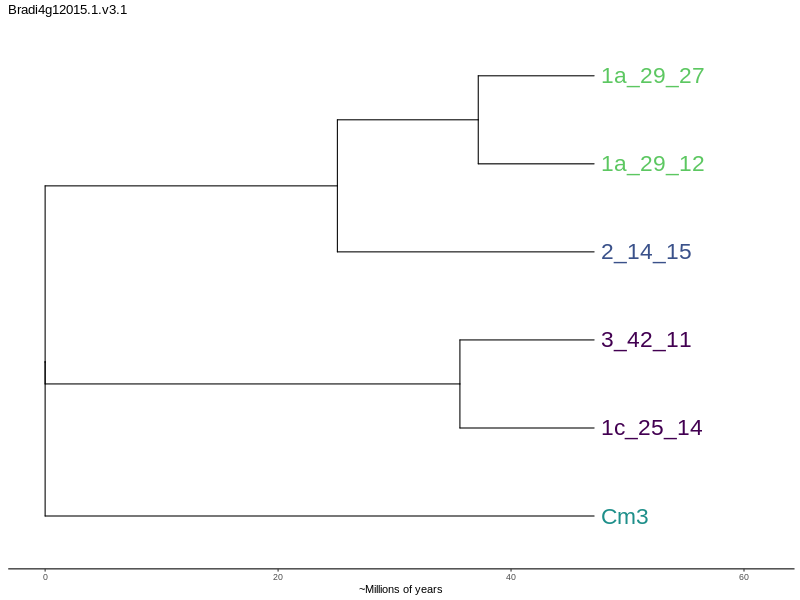 Bradi4g12015.1.v3.1
1a_29_27
1a_29_12
2_14_15
3_42_11
1c_25_14
Cm3
0 20 40 60
~Millions of years